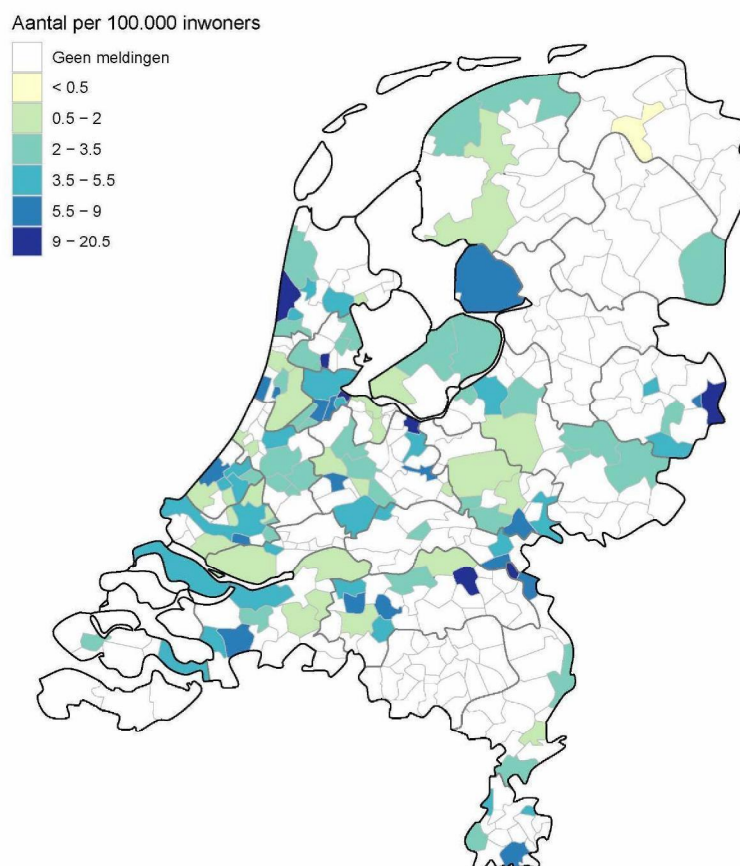 Aantal per 100.000 inwoners
Geen meldingen
< 0.5
0.5 – 2
2 – 3.5
3.5 – 5.5
5.5 – 9
9 – 20.5